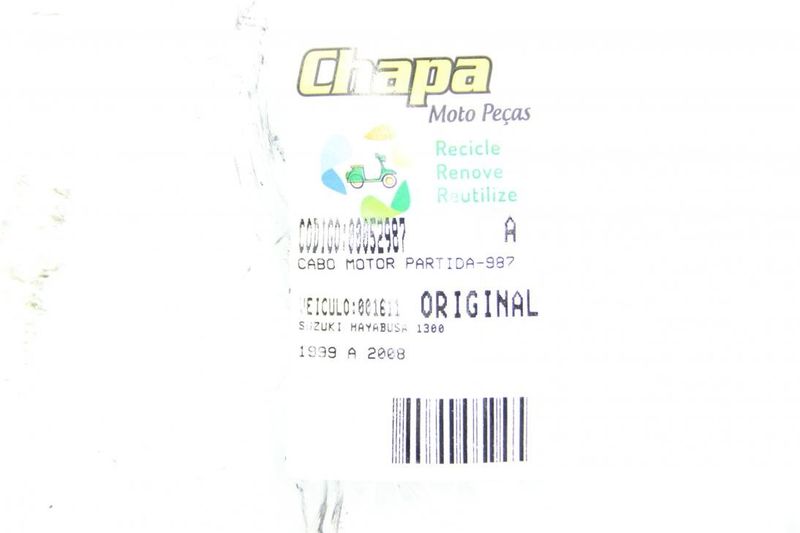 Chapa
Moto Peças
Recicle
Renove
Reutilize
CODIGO:00052987 A
CABO MOTOR PARTIDA-987
VEICULO:001611 ORIGINAL
SUZUKI HAYABUSA 1300
1999 A 2008